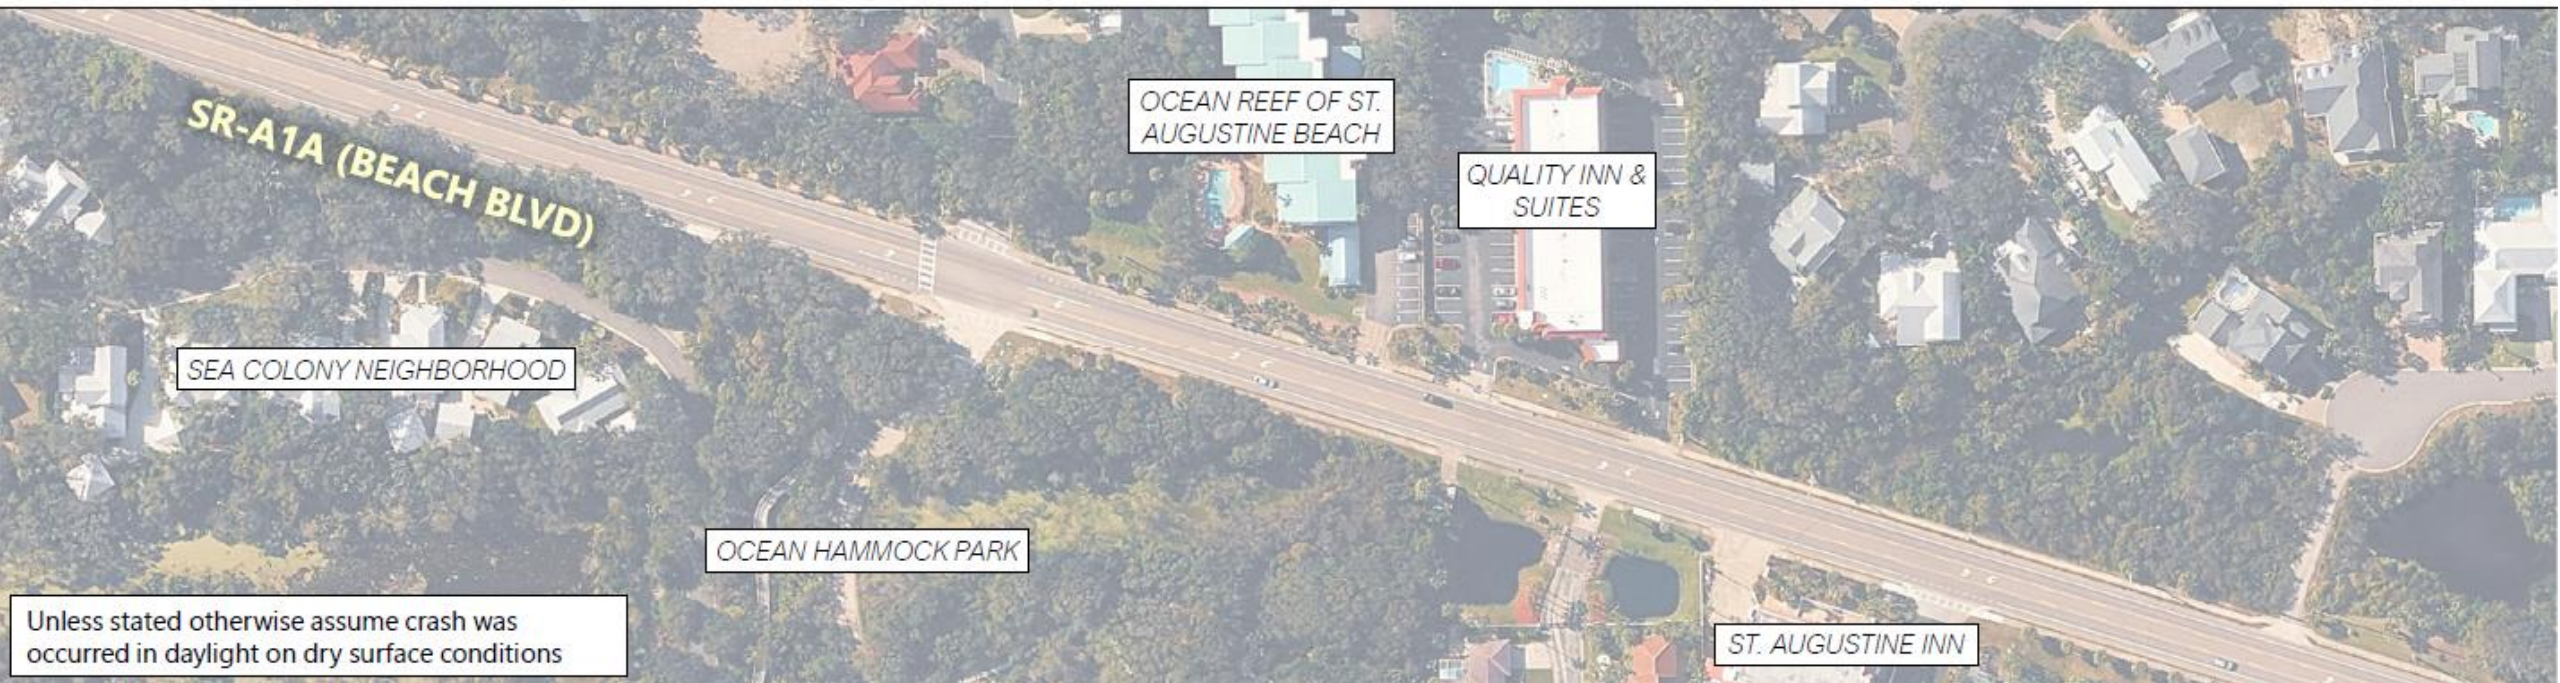 OCEAN REEF OF ST.
AUGUSTINE BEACH
SR-A1A (BEACH BLVD)
QUALITY INN &
SUITES
SEA COLONY NEIGHBORHOOD
OCEAN HAMMOCK PARK
Unless stated otherwise assume crash was
occurred in daylight on dry surface conditions
ST. AUGUSTINE INN